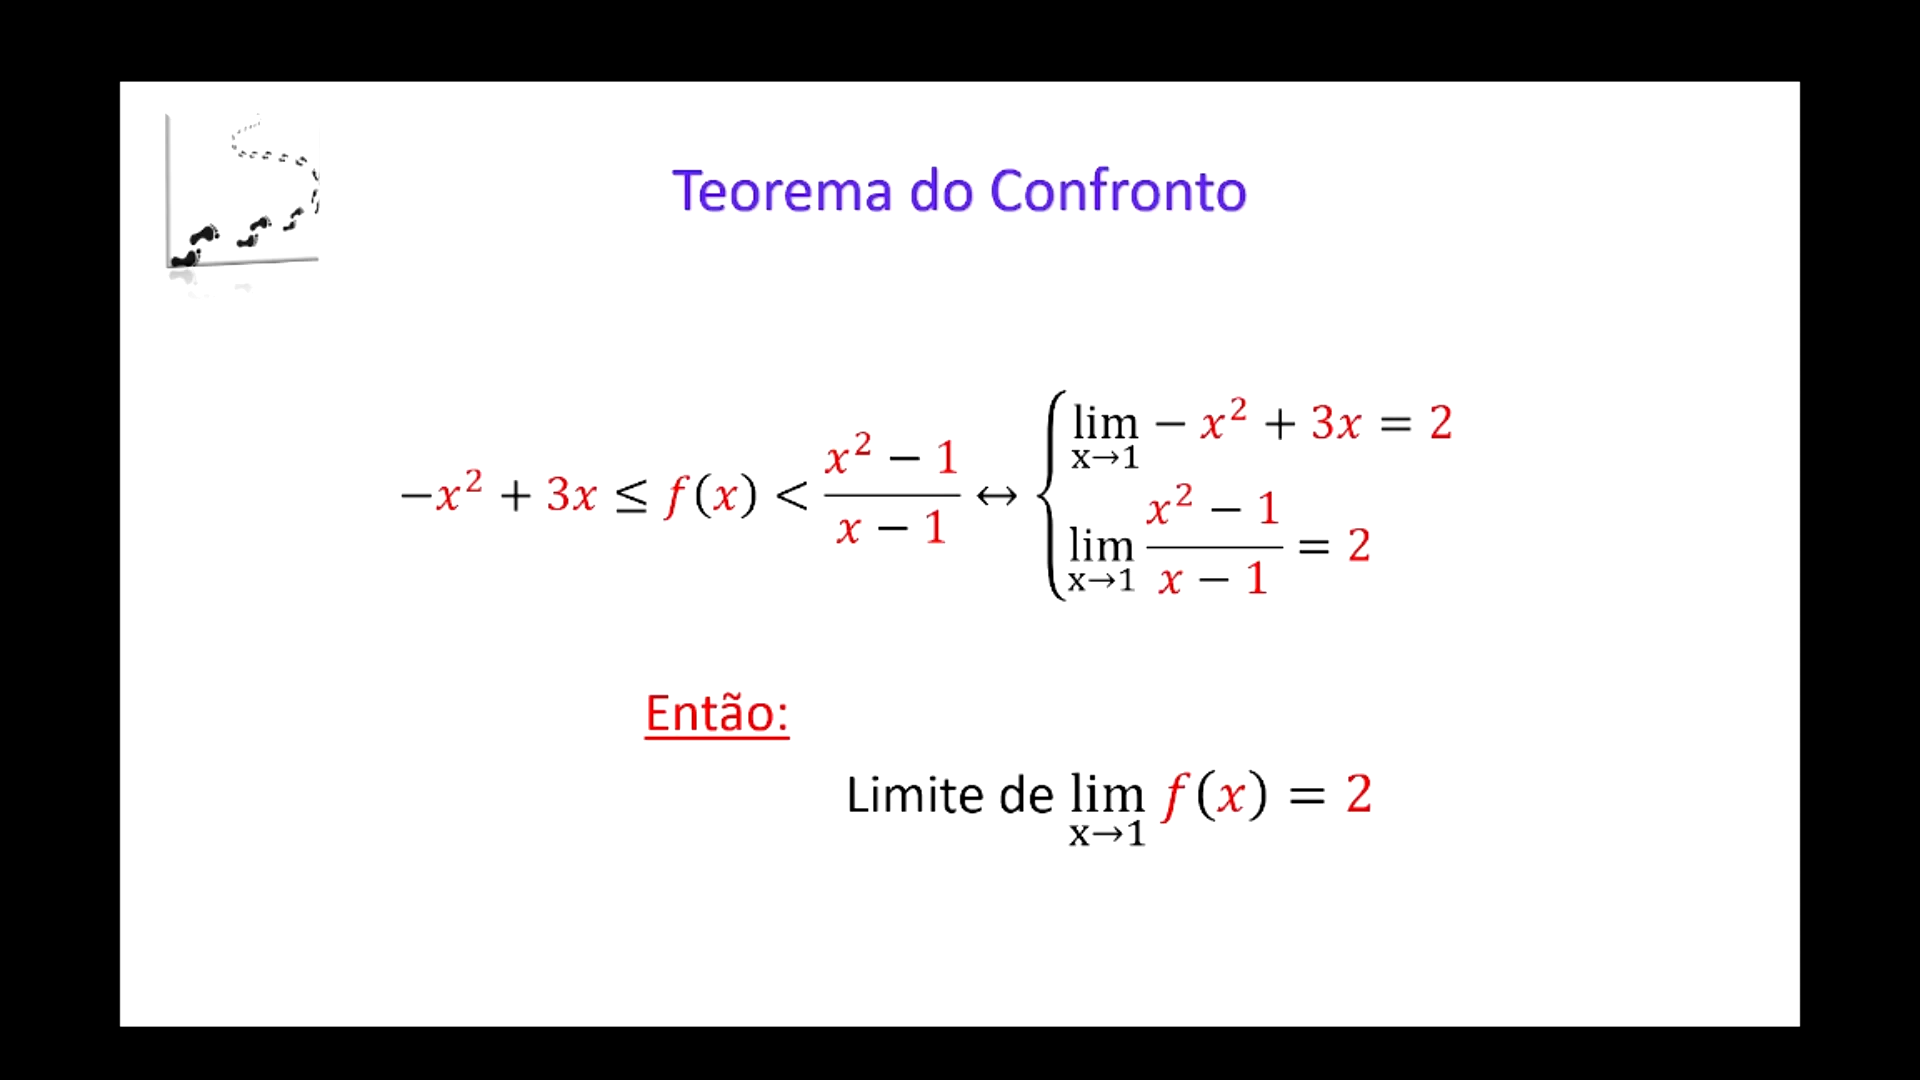 Teorema do Confronto
−x² + 3x ≤ f(x) < (x² − 1)/(x − 1) ↔ { lim x→1 − x² + 3x = 2
lim x→1 (x² − 1)/(x − 1) = 2
Então:
Limite de lim x→1 f(x) = 2